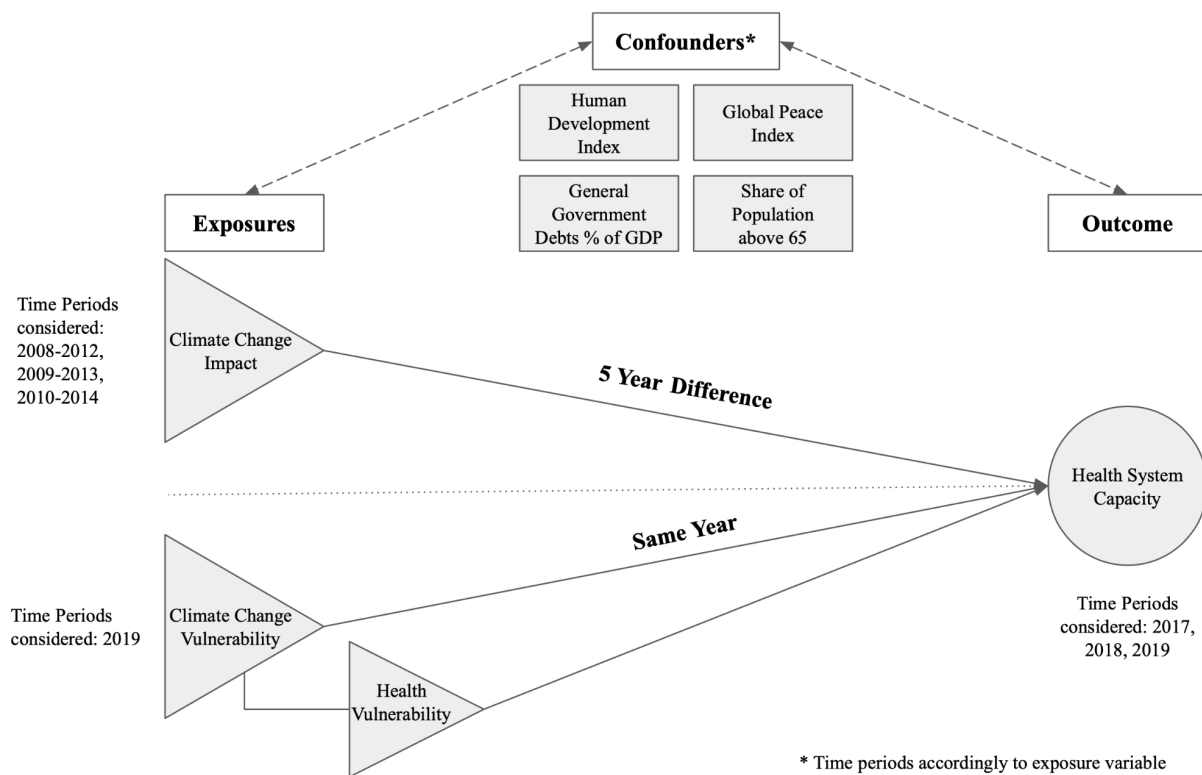 Confounders*
Human
Development
Index
Global Peace
Index
General
Government
Debts % of GDP
Share of
Population
above 65
Exposures
Outcome
Time Periods
considered:
2008-2012,
2009-2013,
2010-2014
Climate Change
Impact
5 Year Difference
Health System
Capacity
Same Year
Time Periods
considered: 2019
Climate Change
Vulnerability
Health
Vulnerability
Time Periods
considered: 2017,
2018, 2019
* Time periods accordingly to exposure variable